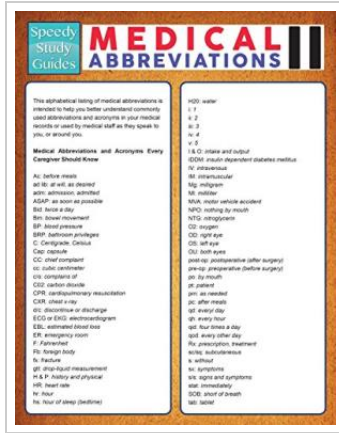 Speedy
Study
Guides
MEDICAL
ABBREVIATIONS
II
This alphabetical listing of medical abbreviations is
intended to help you better understand commonly
used abbreviations and acronyms in your medical
records or used by medical staff as they speak to
you, or around you.
Medical Abbreviations and Acronyms Every
Caregiver Should Know
Ac: before meals
ad lib: at will, as desired
adm: admission, admitted
ASAP: as soon as possible
Bid: twice a day
Bm: bowel movement
BP: blood pressure
BRP: bathroom privileges
C: Centigrade, Celsius
Cap: capsule
CC: chief complaint
cc: cubic centimeter
c/o: complains of
C02: carbon dioxide
CPR: cardiopulmonary resuscitation
CXR: chest x-ray
d/c: discontinue or discharge
ECG or EKG: electrocardiogram
EBL: estimated blood loss
ER: emergency room
F: Fahrenheit
Fb: foreign body
fx: fracture
gtt: drop-liquid measurement
H & P: history and physical
HR: heart rate
hr: hour
hs: hour of sleep (bedtime)
H20: water
i: 1
ii: 2
iii: 3
iv: 4
v: 5
I & O: intake and output
IDDM: insulin dependent diabetes mellitus
IV: intravenous
IM: intramuscular
Mg: milligram
Ml: milliliter
MVA: motor vehicle accident
NPO: nothing by mouth
NTG: nitroglycerin
O2: oxygen
OD: right eye
OS: left eye
OU: both eyes
post-op: postoperative (after surgery)
pre-op: preoperative (before surgery)
po: by mouth
pt: patient
prn: as needed
pc: after meals
qd: every day
qh: every hour
qid: four times a day
qod: every other day
Rx: prescription, treatment
sc/sq: subcutaneous
s: without
sx: symptoms
s/s: signs and symptoms
stat: immediately
SOB: short of breath
tab: tablet